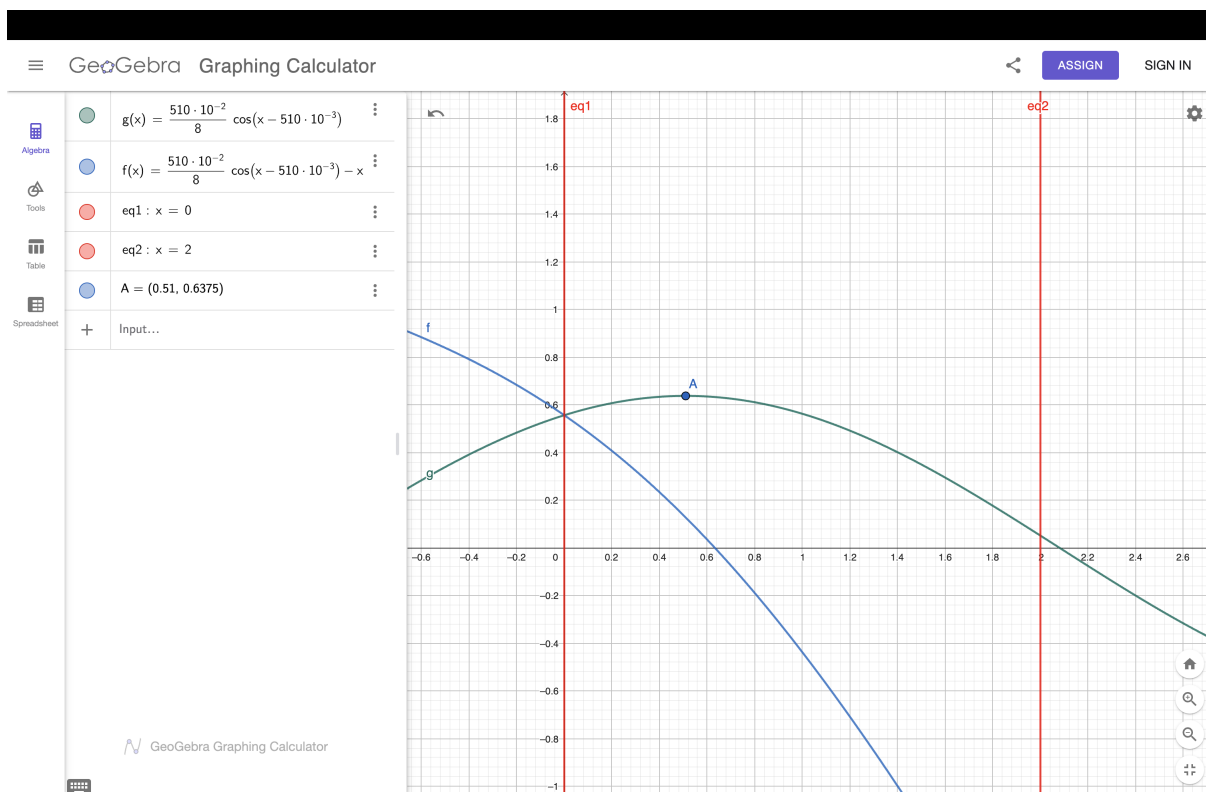 GeoGebra Graphing Calculator
ASSIGN
SIGN IN
Algebra
Tools
Table
Spreadsheet
g(x) = 510 · 10⁻² / 8 cos(x − 510 · 10⁻³)
f(x) = 510 · 10⁻² / 8 cos(x − 510 · 10⁻³) − x
eq1 : x = 0
eq2 : x = 2
A = (0.51, 0.6375)
+ Input...
GeoGebra Graphing Calculator
eq1
eq2
f
g
A
1.8
1.6
1.4
1.2
1
0.8
0.6
0.4
0.2
−0.6 −0.4 −0.2 0 0.2 0.4 0.6 0.8 1 1.2 1.4 1.6 1.8 2 2.2 2.4 2.6
−0.2
−0.4
−0.6
−0.8
−1